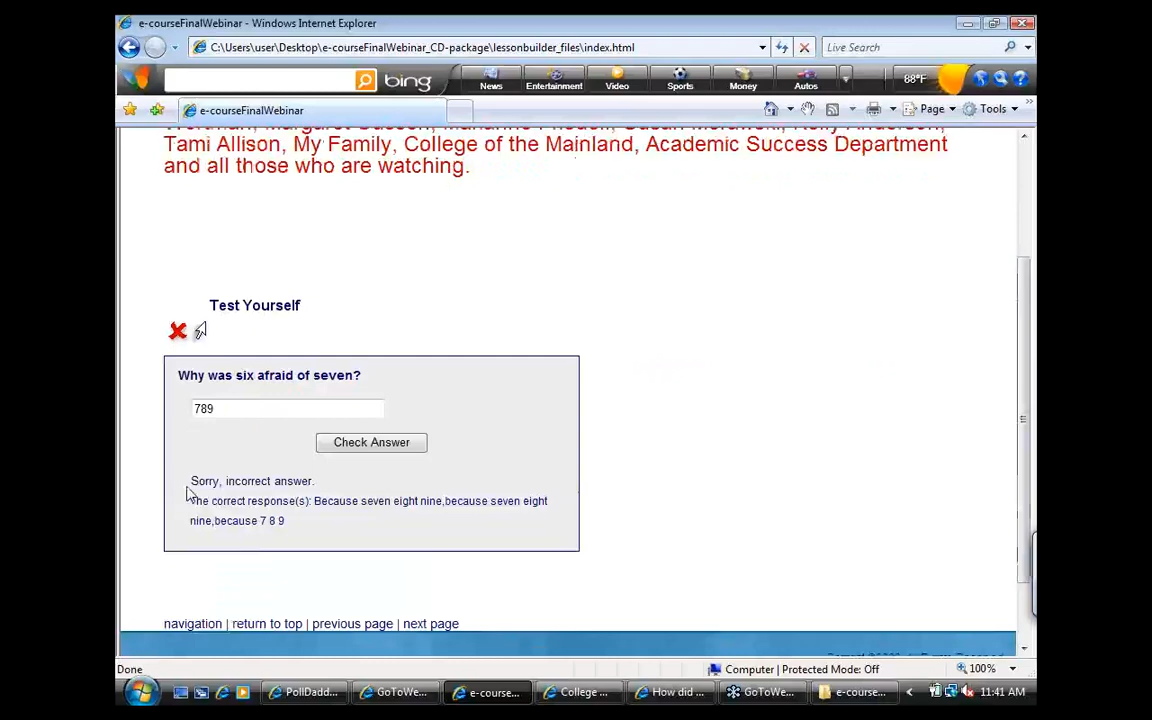 e-courseFinalWebinar - Windows Internet Explorer
C:\Users\user\Desktop\e-courseFinalWebinar_CD-package\lessonbuilder_files\index.html
Live Search
bing
News
Entertainment
Video
Sports
Money
Autos
88°F
e-courseFinalWebinar
Page
Tools
Tami Allison, My Family, College of the Mainland, Academic Success Department
and all those who are watching.
Test Yourself
Why was six afraid of seven?
789
Check Answer
Sorry, incorrect answer.
The correct response(s): Because seven eight nine,because seven eight
nine,because 7 8 9
navigation | return to top | previous page | next page
Done
Computer | Protected Mode: Off
100%
PollDadd...
GoToWe...
e-course...
College ...
How did ...
GoToWe...
e-course...
11:41 AM